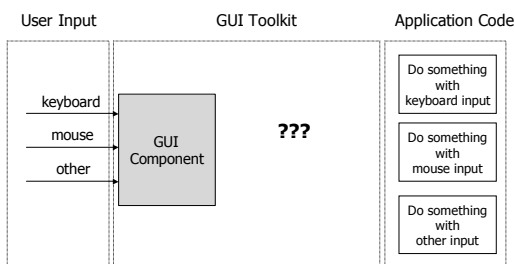 User Input
GUI Toolkit
Application Code
keyboard
mouse
other
GUI
Component
???
Do something
with
keyboard input
Do something
with
mouse input
Do something
with
other input